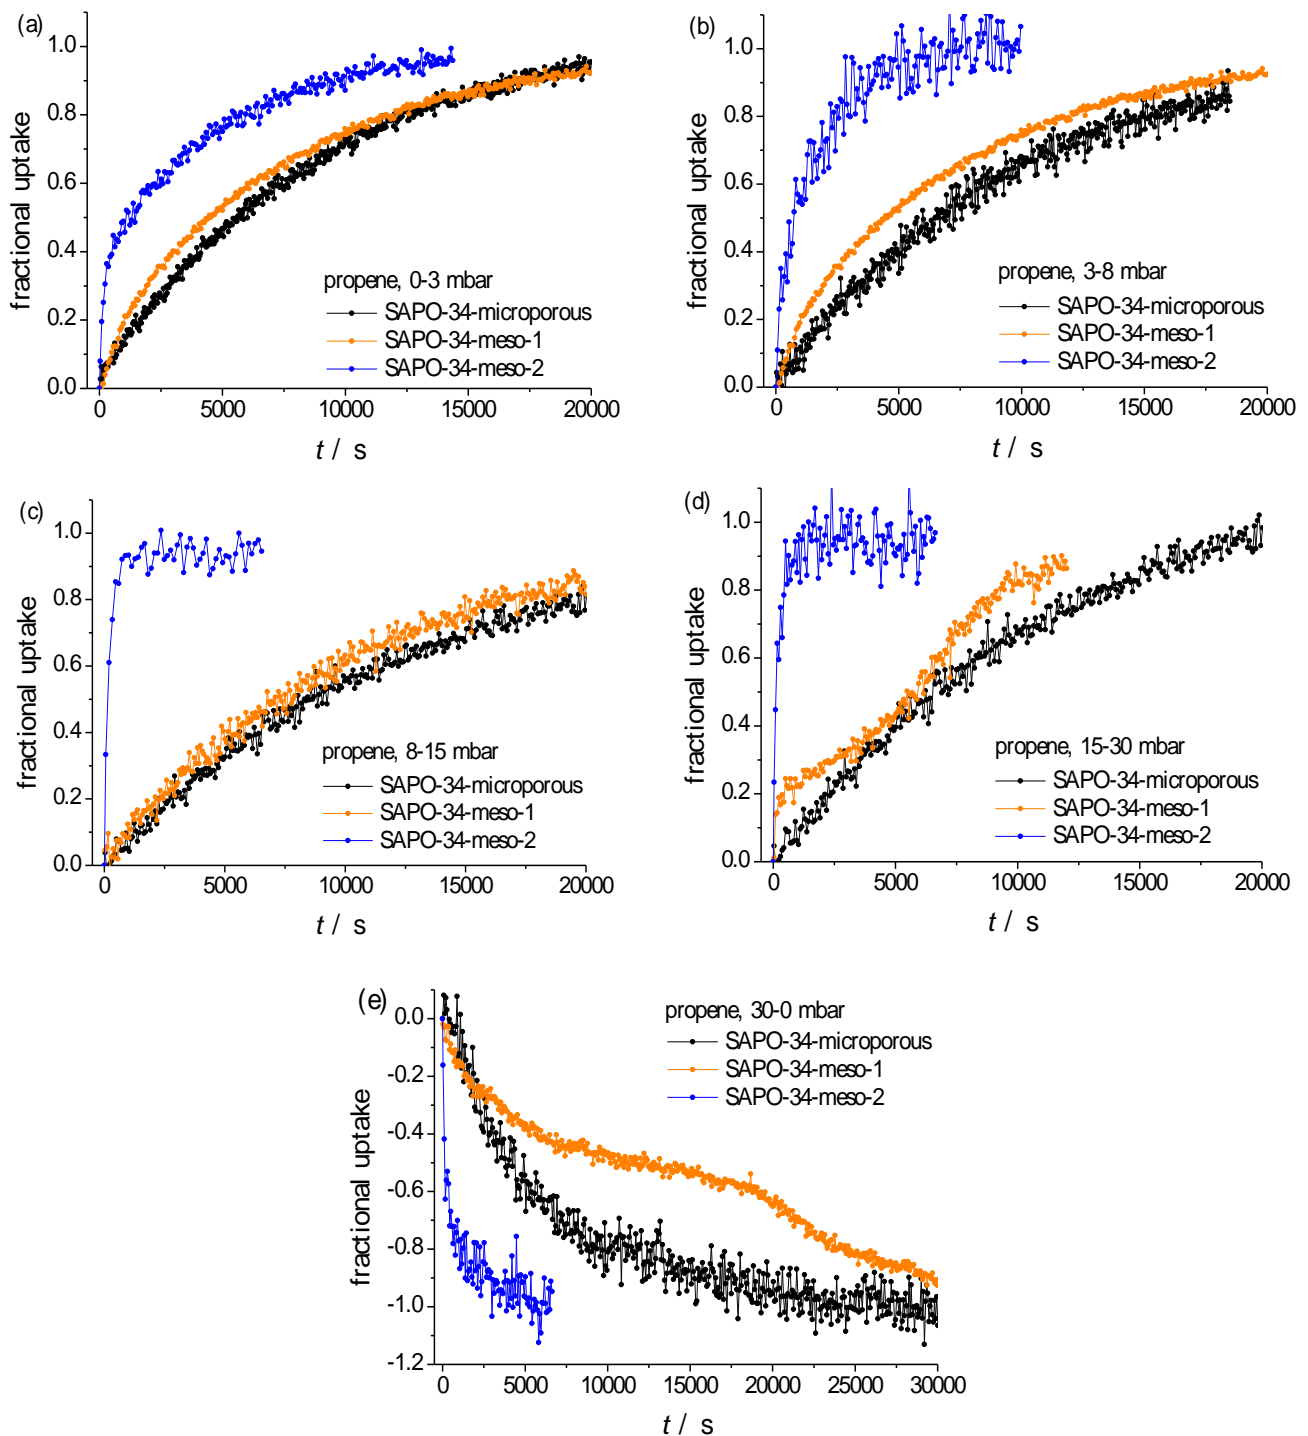 (a)
fractional uptake
1.0
0.8
0.6
0.4
0.2
0.0
propene, 0-3 mbar
SAPO-34-microporous
SAPO-34-meso-1
SAPO-34-meso-2
0 5000 10000 15000 20000
t / s
(b)
fractional uptake
1.0
0.8
0.6
0.4
0.2
0.0
propene, 3-8 mbar
SAPO-34-microporous
SAPO-34-meso-1
SAPO-34-meso-2
0 5000 10000 15000 20000
t / s
(c)
fractional uptake
1.0
0.8
0.6
0.4
0.2
0.0
propene, 8-15 mbar
SAPO-34-microporous
SAPO-34-meso-1
SAPO-34-meso-2
0 5000 10000 15000 20000
t / s
(d)
fractional uptake
1.0
0.8
0.6
0.4
0.2
0.0
propene, 15-30 mbar
SAPO-34-microporous
SAPO-34-meso-1
SAPO-34-meso-2
0 5000 10000 15000 20000
t / s
(e)
fractional uptake
0.0
-0.2
-0.4
-0.6
-0.8
-1.0
-1.2
propene, 30-0 mbar
SAPO-34-microporous
SAPO-34-meso-1
SAPO-34-meso-2
0 5000 10000 15000 20000 25000 30000
t / s